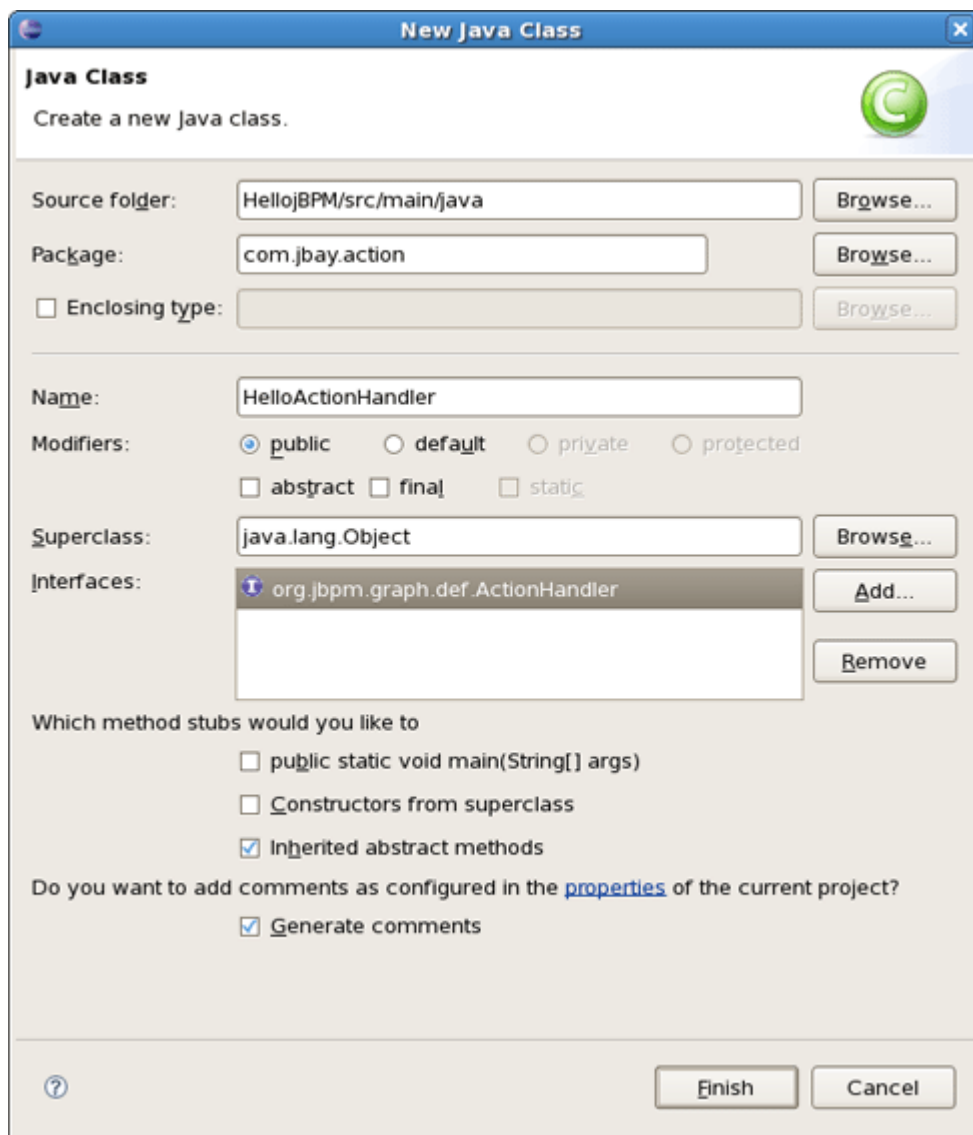 New Java Class
Java Class
Create a new Java class.
Source folder: HellojBPM/src/main/java Browse...
Package: com.jbay.action Browse...
Enclosing type: Browse...
Name: HelloActionHandler
Modifiers: public default private protected
abstract final static
Superclass: java.lang.Object Browse...
Interfaces: org.jbpm.graph.def.ActionHandler Add...
Remove
Which method stubs would you like to
public static void main(String[] args)
Constructors from superclass
Inherited abstract methods
Do you want to add comments as configured in the properties of the current project?
Generate comments
Finish Cancel